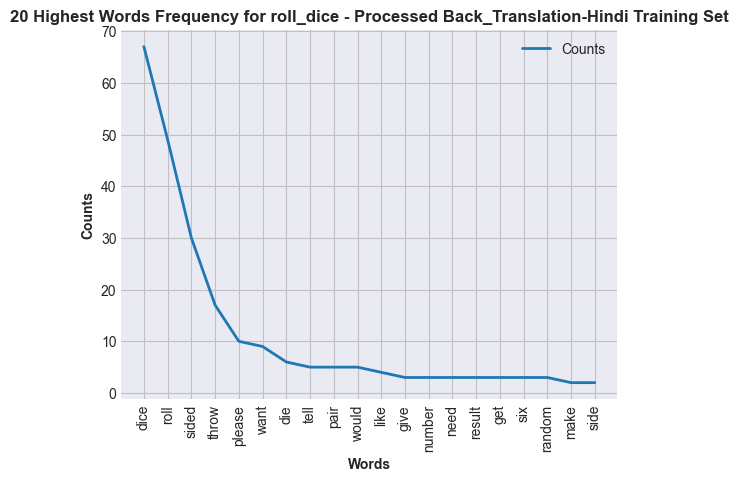 20 Highest Words Frequency for roll_dice - Processed Back_Translation-Hindi Training Set
70
60
50
40
30
20
10
0
Counts
Counts
dice
roll
sided
throw
please
want
die
tell
pair
would
like
give
number
need
result
get
six
random
make
side
Words